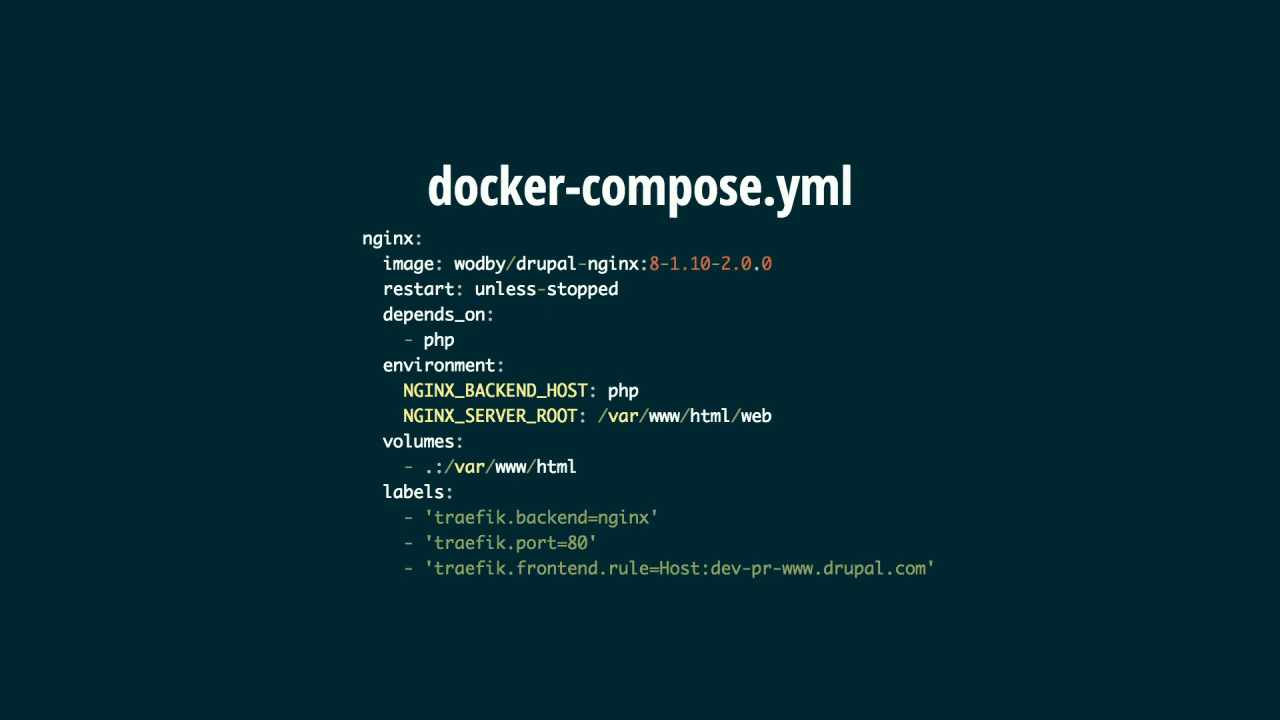 docker-compose.yml
nginx:
  image: wodby/drupal-nginx:8-1.10-2.0.0
  restart: unless-stopped
  depends_on:
    - php
  environment:
    NGINX_BACKEND_HOST: php
    NGINX_SERVER_ROOT: /var/www/html/web
  volumes:
    - .:/var/www/html
  labels:
    - 'traefik.backend=nginx'
    - 'traefik.port=80'
    - 'traefik.frontend.rule=Host:dev-pr-www.drupal.com'